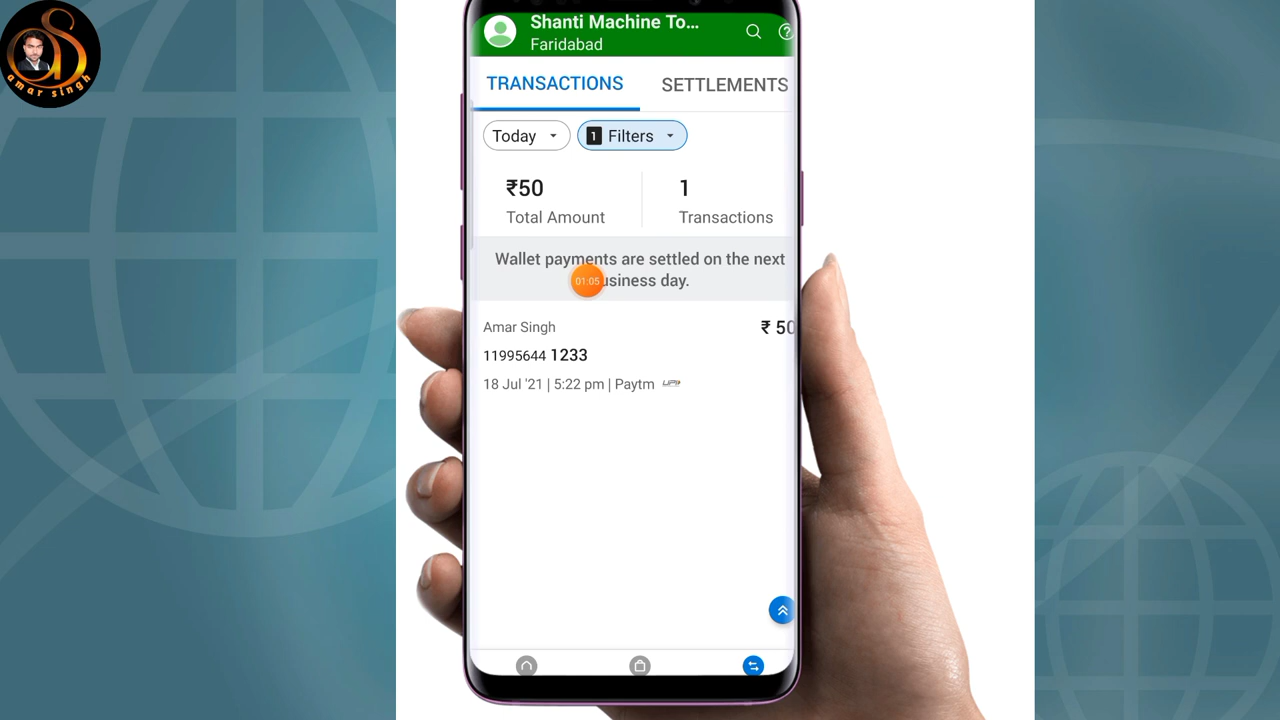 amar singh
Shanti Machine To...
Faridabad
TRANSACTIONS
SETTLEMENTS
Today
1 Filters
₹50
1
Total Amount
Transactions
Wallet payments are settled on the next
usiness day.
01:05
Amar Singh
₹ 50
11995644 1233
18 Jul '21 | 5:22 pm | Paytm UPI